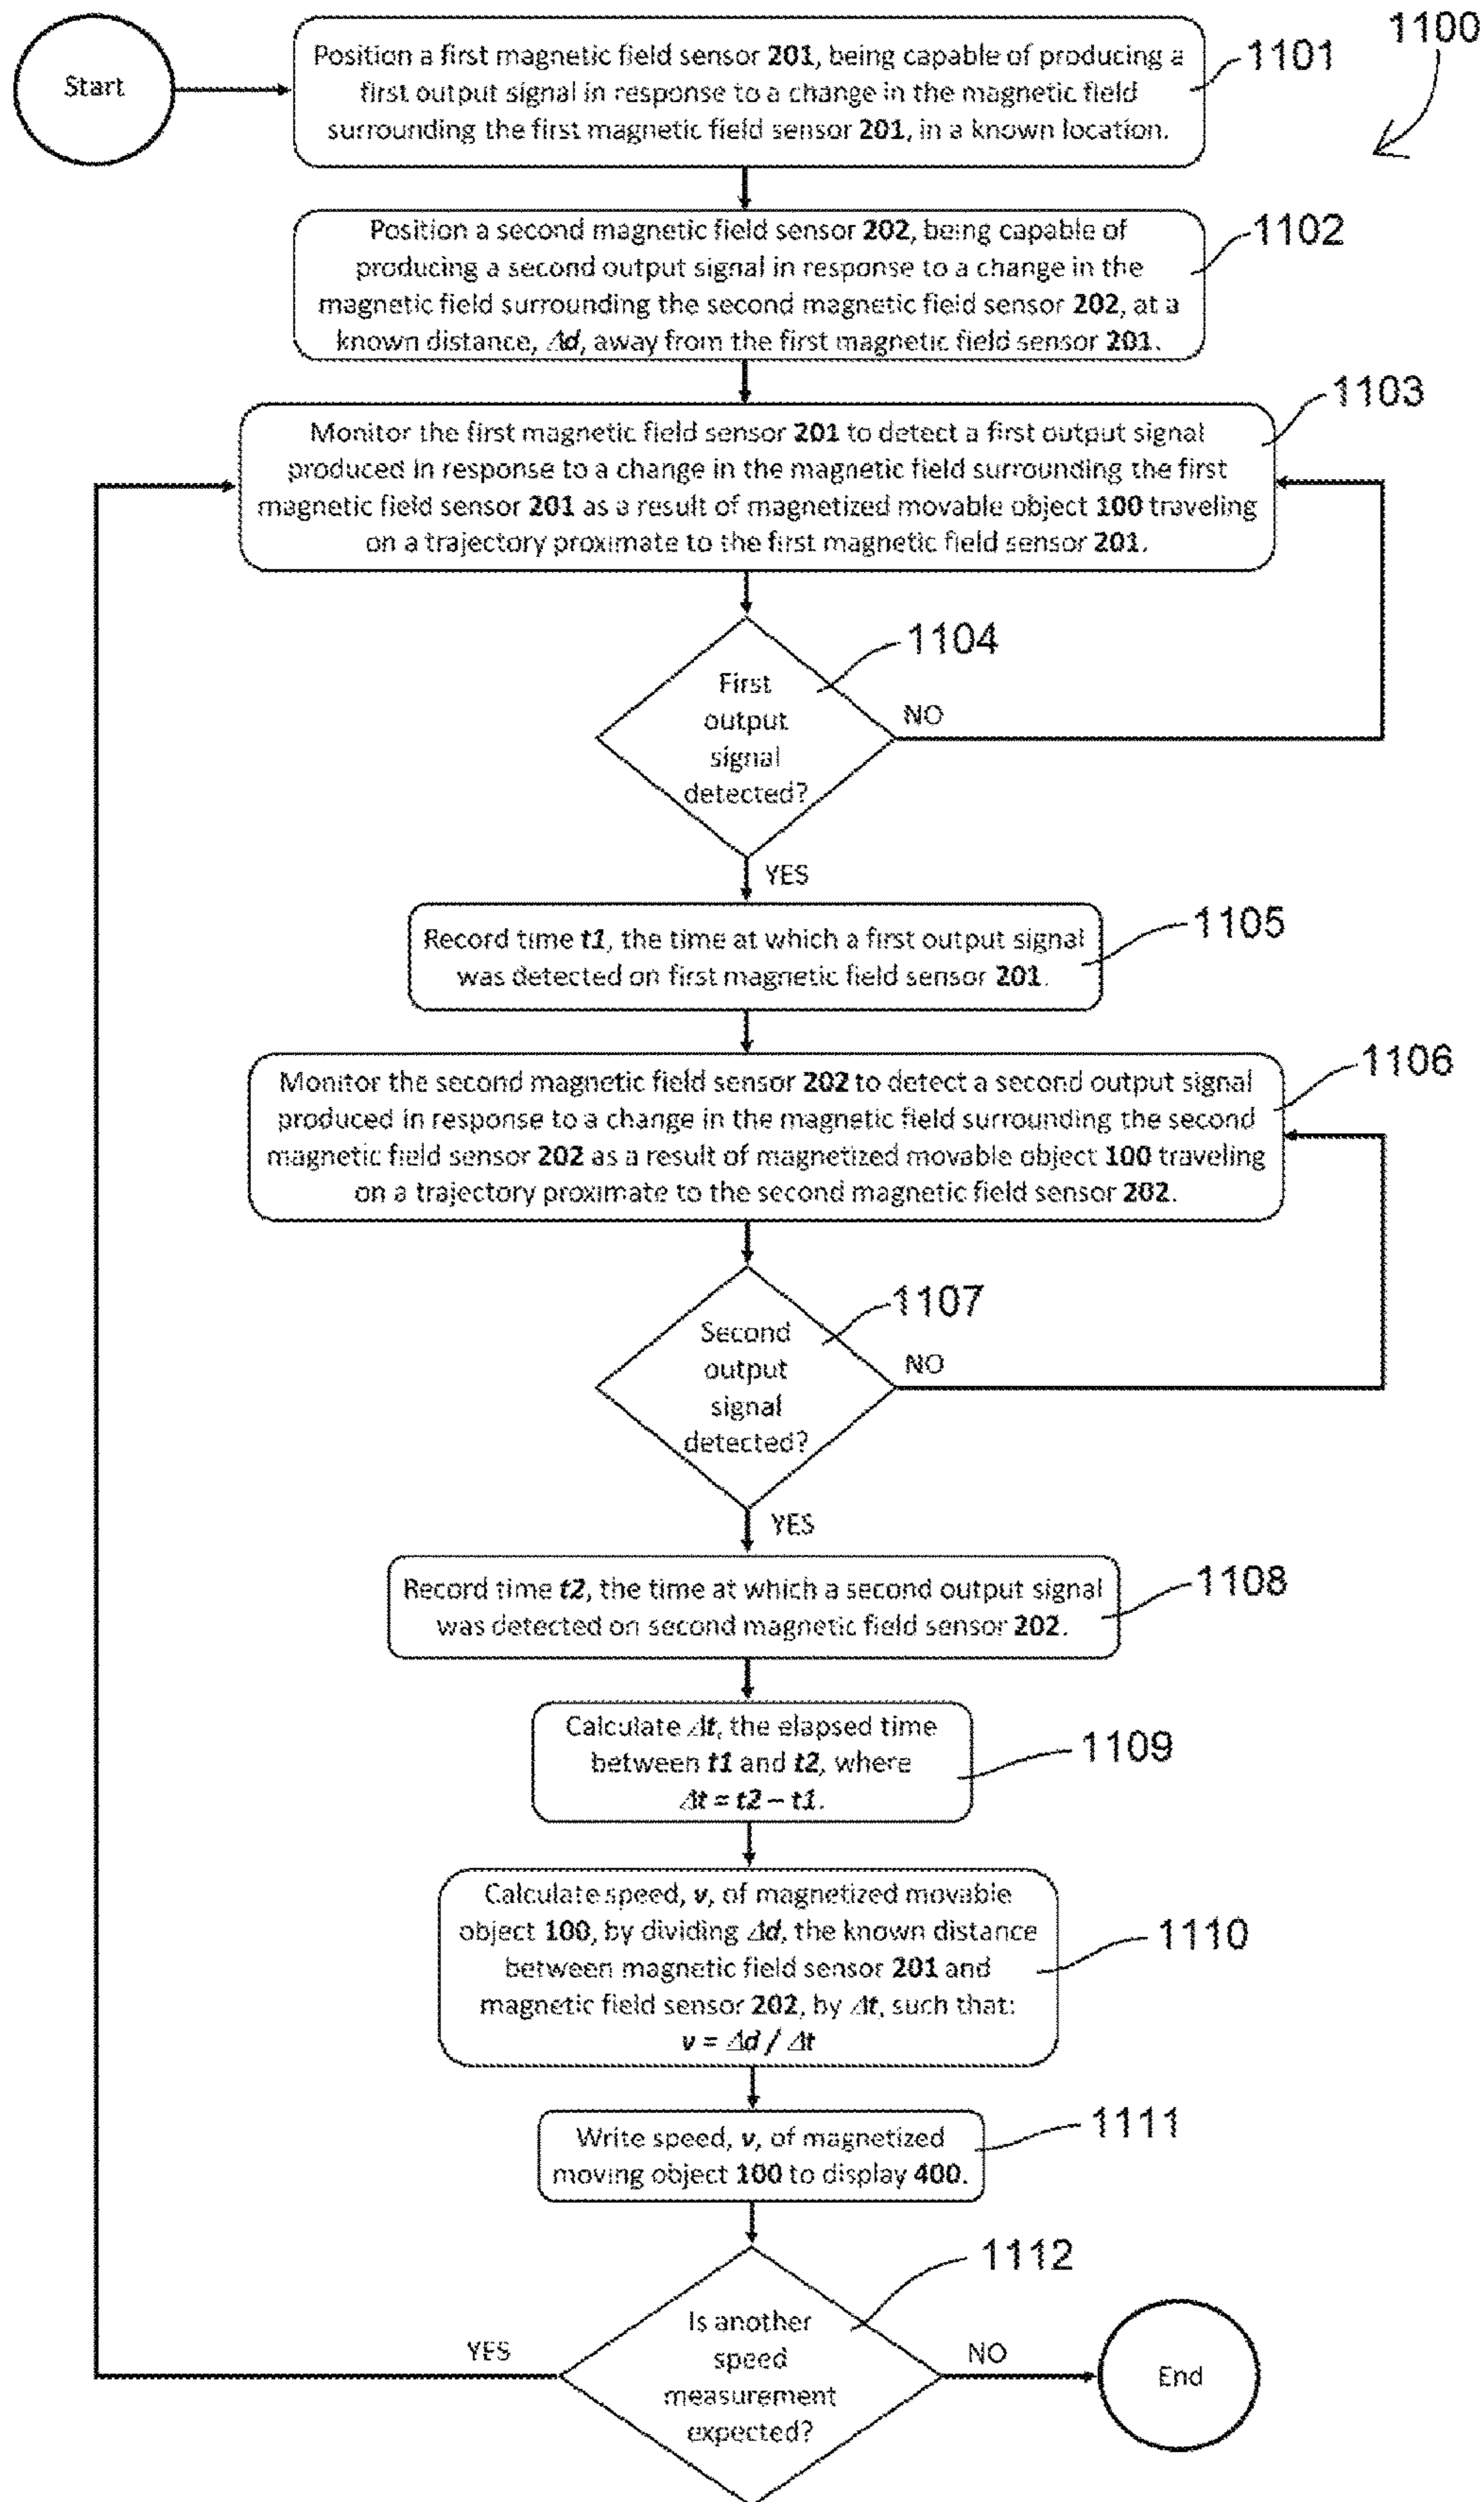 1100
Start
Position a first magnetic field sensor 201, being capable of producing a
first output signal in response to a change in the magnetic field
surrounding the first magnetic field sensor 201, in a known location.
1101
Position a second magnetic field sensor 202, being capable of
producing a second output signal in response to a change in the
magnetic field surrounding the second magnetic field sensor 202, at a
known distance, Δd, away from the first magnetic field sensor 201.
1102
Monitor the first magnetic field sensor 201 to detect a first output signal
produced in response to a change in the magnetic field surrounding the first
magnetic field sensor 201 as a result of magnetized movable object 100 traveling
on a trajectory proximate to the first magnetic field sensor 201.
1103
First
output
signal
detected?
1104
NO
YES
Record time t1, the time at which a first output signal
was detected on first magnetic field sensor 201.
1105
Monitor the second magnetic field sensor 202 to detect a second output signal
produced in response to a change in the magnetic field surrounding the second
magnetic field sensor 202 as a result of magnetized movable object 100 traveling
on a trajectory proximate to the second magnetic field sensor 202.
1106
Second
output
signal
detected?
1107
NO
YES
Record time t2, the time at which a second output signal
was detected on second magnetic field sensor 202.
1108
Calculate Δt, the elapsed time
between t1 and t2, where
Δt = t2 – t1.
1109
Calculate speed, v, of magnetized movable
object 100, by dividing Δd, the known distance
between magnetic field sensor 201 and
magnetic field sensor 202, by Δt, such that:
v = Δd / Δt
1110
Write speed, v, of magnetized
moving object 100 to display 400.
1111
Is another
speed
measurement
expected?
1112
YES
NO
End